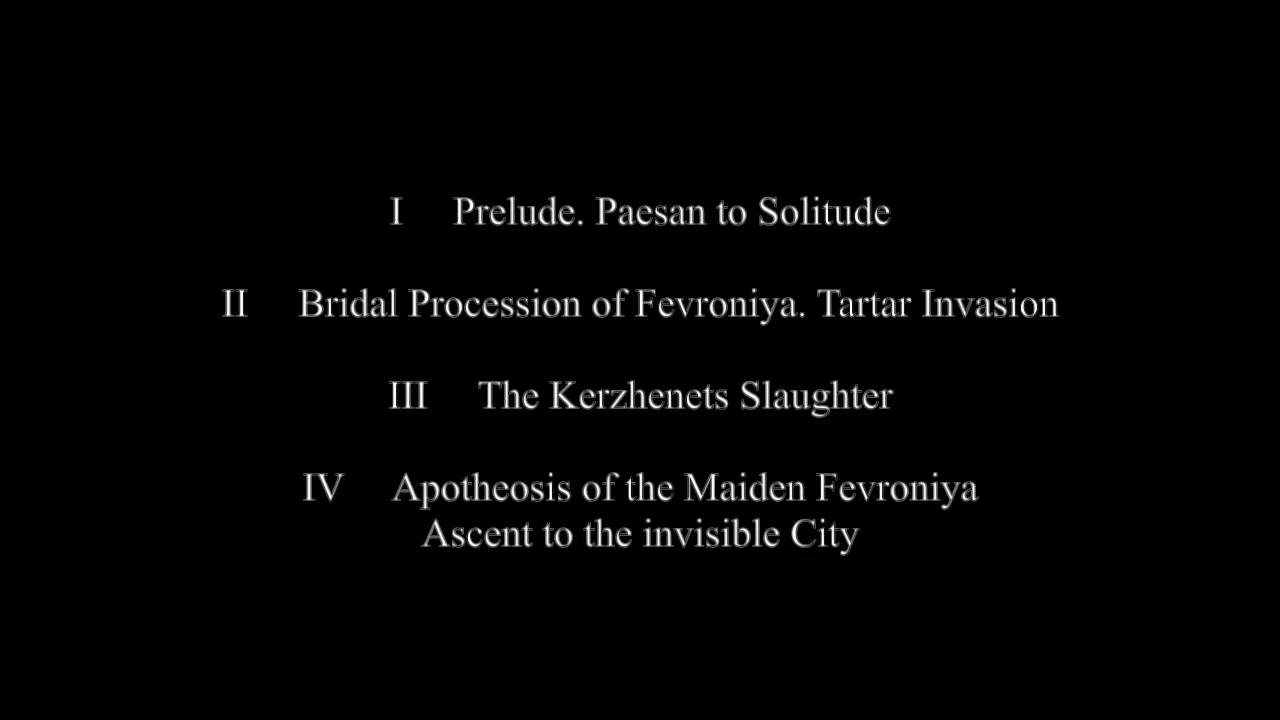 I Prelude. Paesan to Solitude
II Bridal Procession of Fevroniya. Tartar Invasion
III The Kerzhenets Slaughter
IV Apotheosis of the Maiden Fevroniya
Ascent to the invisible City